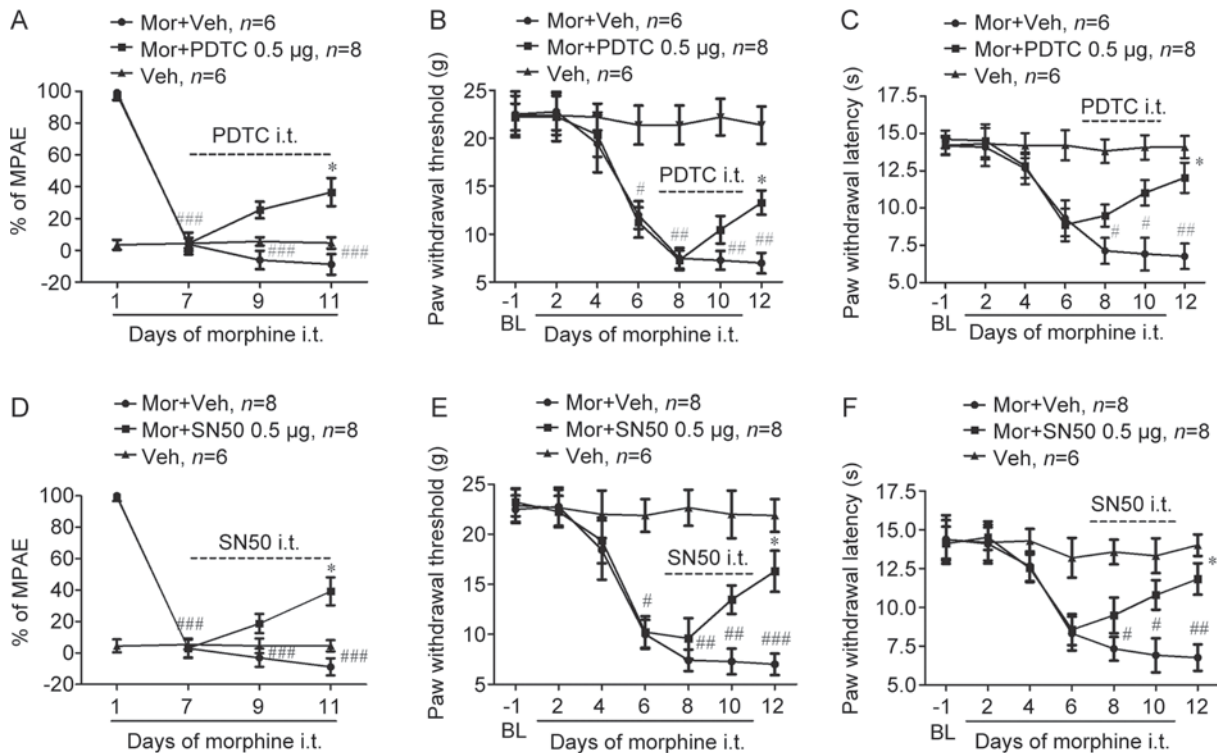 A
Mor+Veh, n=6
Mor+PDTC 0.5 µg, n=8
Veh, n=6
% of MPAE
100
80
60
40
20
0
-20
PDTC i.t.
*
###
###
###
1 7 9 11
Days of morphine i.t.
B
Mor+Veh, n=6
Mor+PDTC 0.5 µg, n=8
Veh, n=6
Paw withdrawal threshold (g)
25
20
15
10
5
PDTC i.t.
*
#
##
##
##
-1 2 4 6 8 10 12
BL
Days of morphine i.t.
C
Mor+Veh, n=6
Mor+PDTC 0.5 µg, n=8
Veh, n=6
Paw withdrawal latency (s)
17.5
15.0
12.5
10.0
7.5
5.0
PDTC i.t.
*
#
#
##
-1 2 4 6 8 10 12
BL
Days of morphine i.t.
D
Mor+Veh, n=8
Mor+SN50 0.5 µg, n=8
Veh, n=6
% of MPAE
100
80
60
40
20
0
-20
SN50 i.t.
*
###
###
###
1 7 9 11
Days of morphine i.t.
E
Mor+Veh, n=8
Mor+SN50 0.5 µg, n=8
Veh, n=6
Paw withdrawal threshold (g)
25
20
15
10
5
SN50 i.t.
*
#
##
##
###
-1 2 4 6 8 10 12
BL
Days of morphine i.t.
F
Mor+Veh, n=8
Mor+SN50 0.5 µg, n=8
Veh, n=6
Paw withdrawal latency (s)
17.5
15.0
12.5
10.0
7.5
5.0
SN50 i.t.
*
#
#
##
-1 2 4 6 8 10 12
BL
Days of morphine i.t.